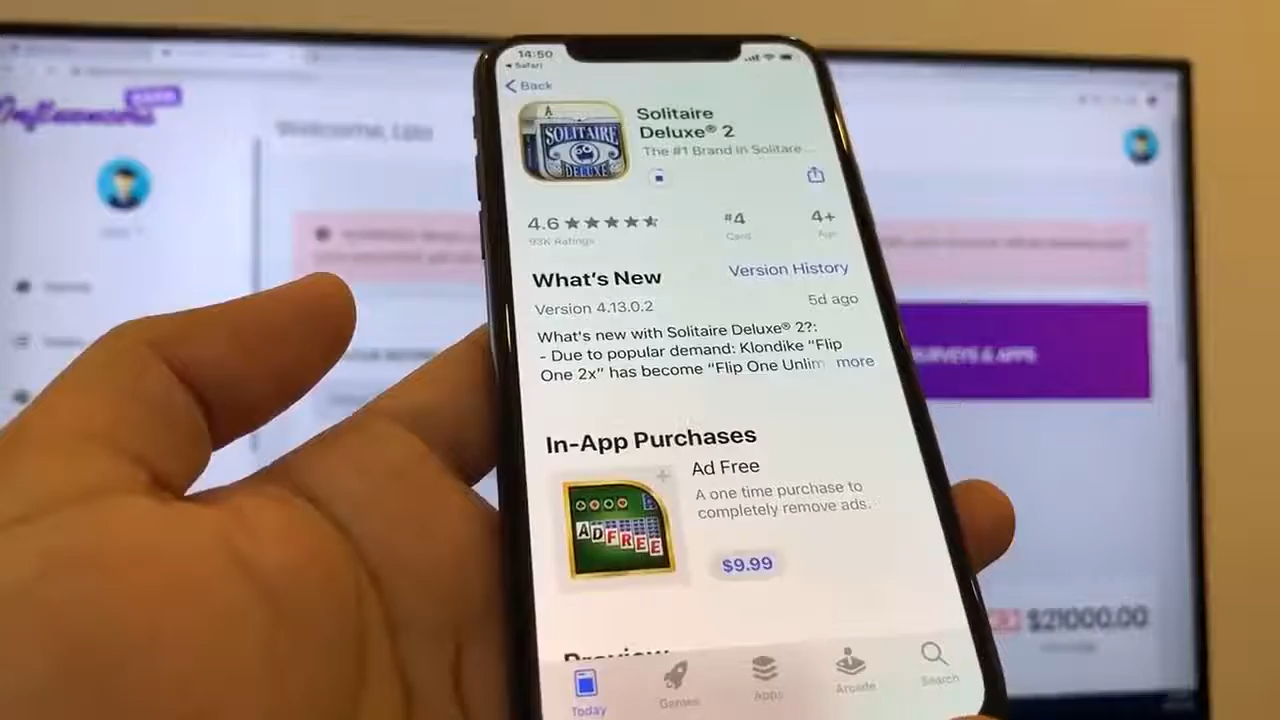 14:50
Safari
Back
Solitaire
Deluxe® 2
The #1 Brand in Solitare ...
A
SOLITAIRE
DELUXE
4.6
93K Ratings
#4
Card
4+
Age
What's New
Version History
Version 4.13.0.2
5d ago
What's new with Solitaire Deluxe® 2?:
- Due to popular demand: Klondike "Flip
One 2x" has become "Flip One Unlim
more
In-App Purchases
Ad Free
A one time purchase to
completely remove ads.
ADFREE
$9.99
Preview
Today
Games
Apps
Arcade
Search
SURVEYS & APPS
$21000.00